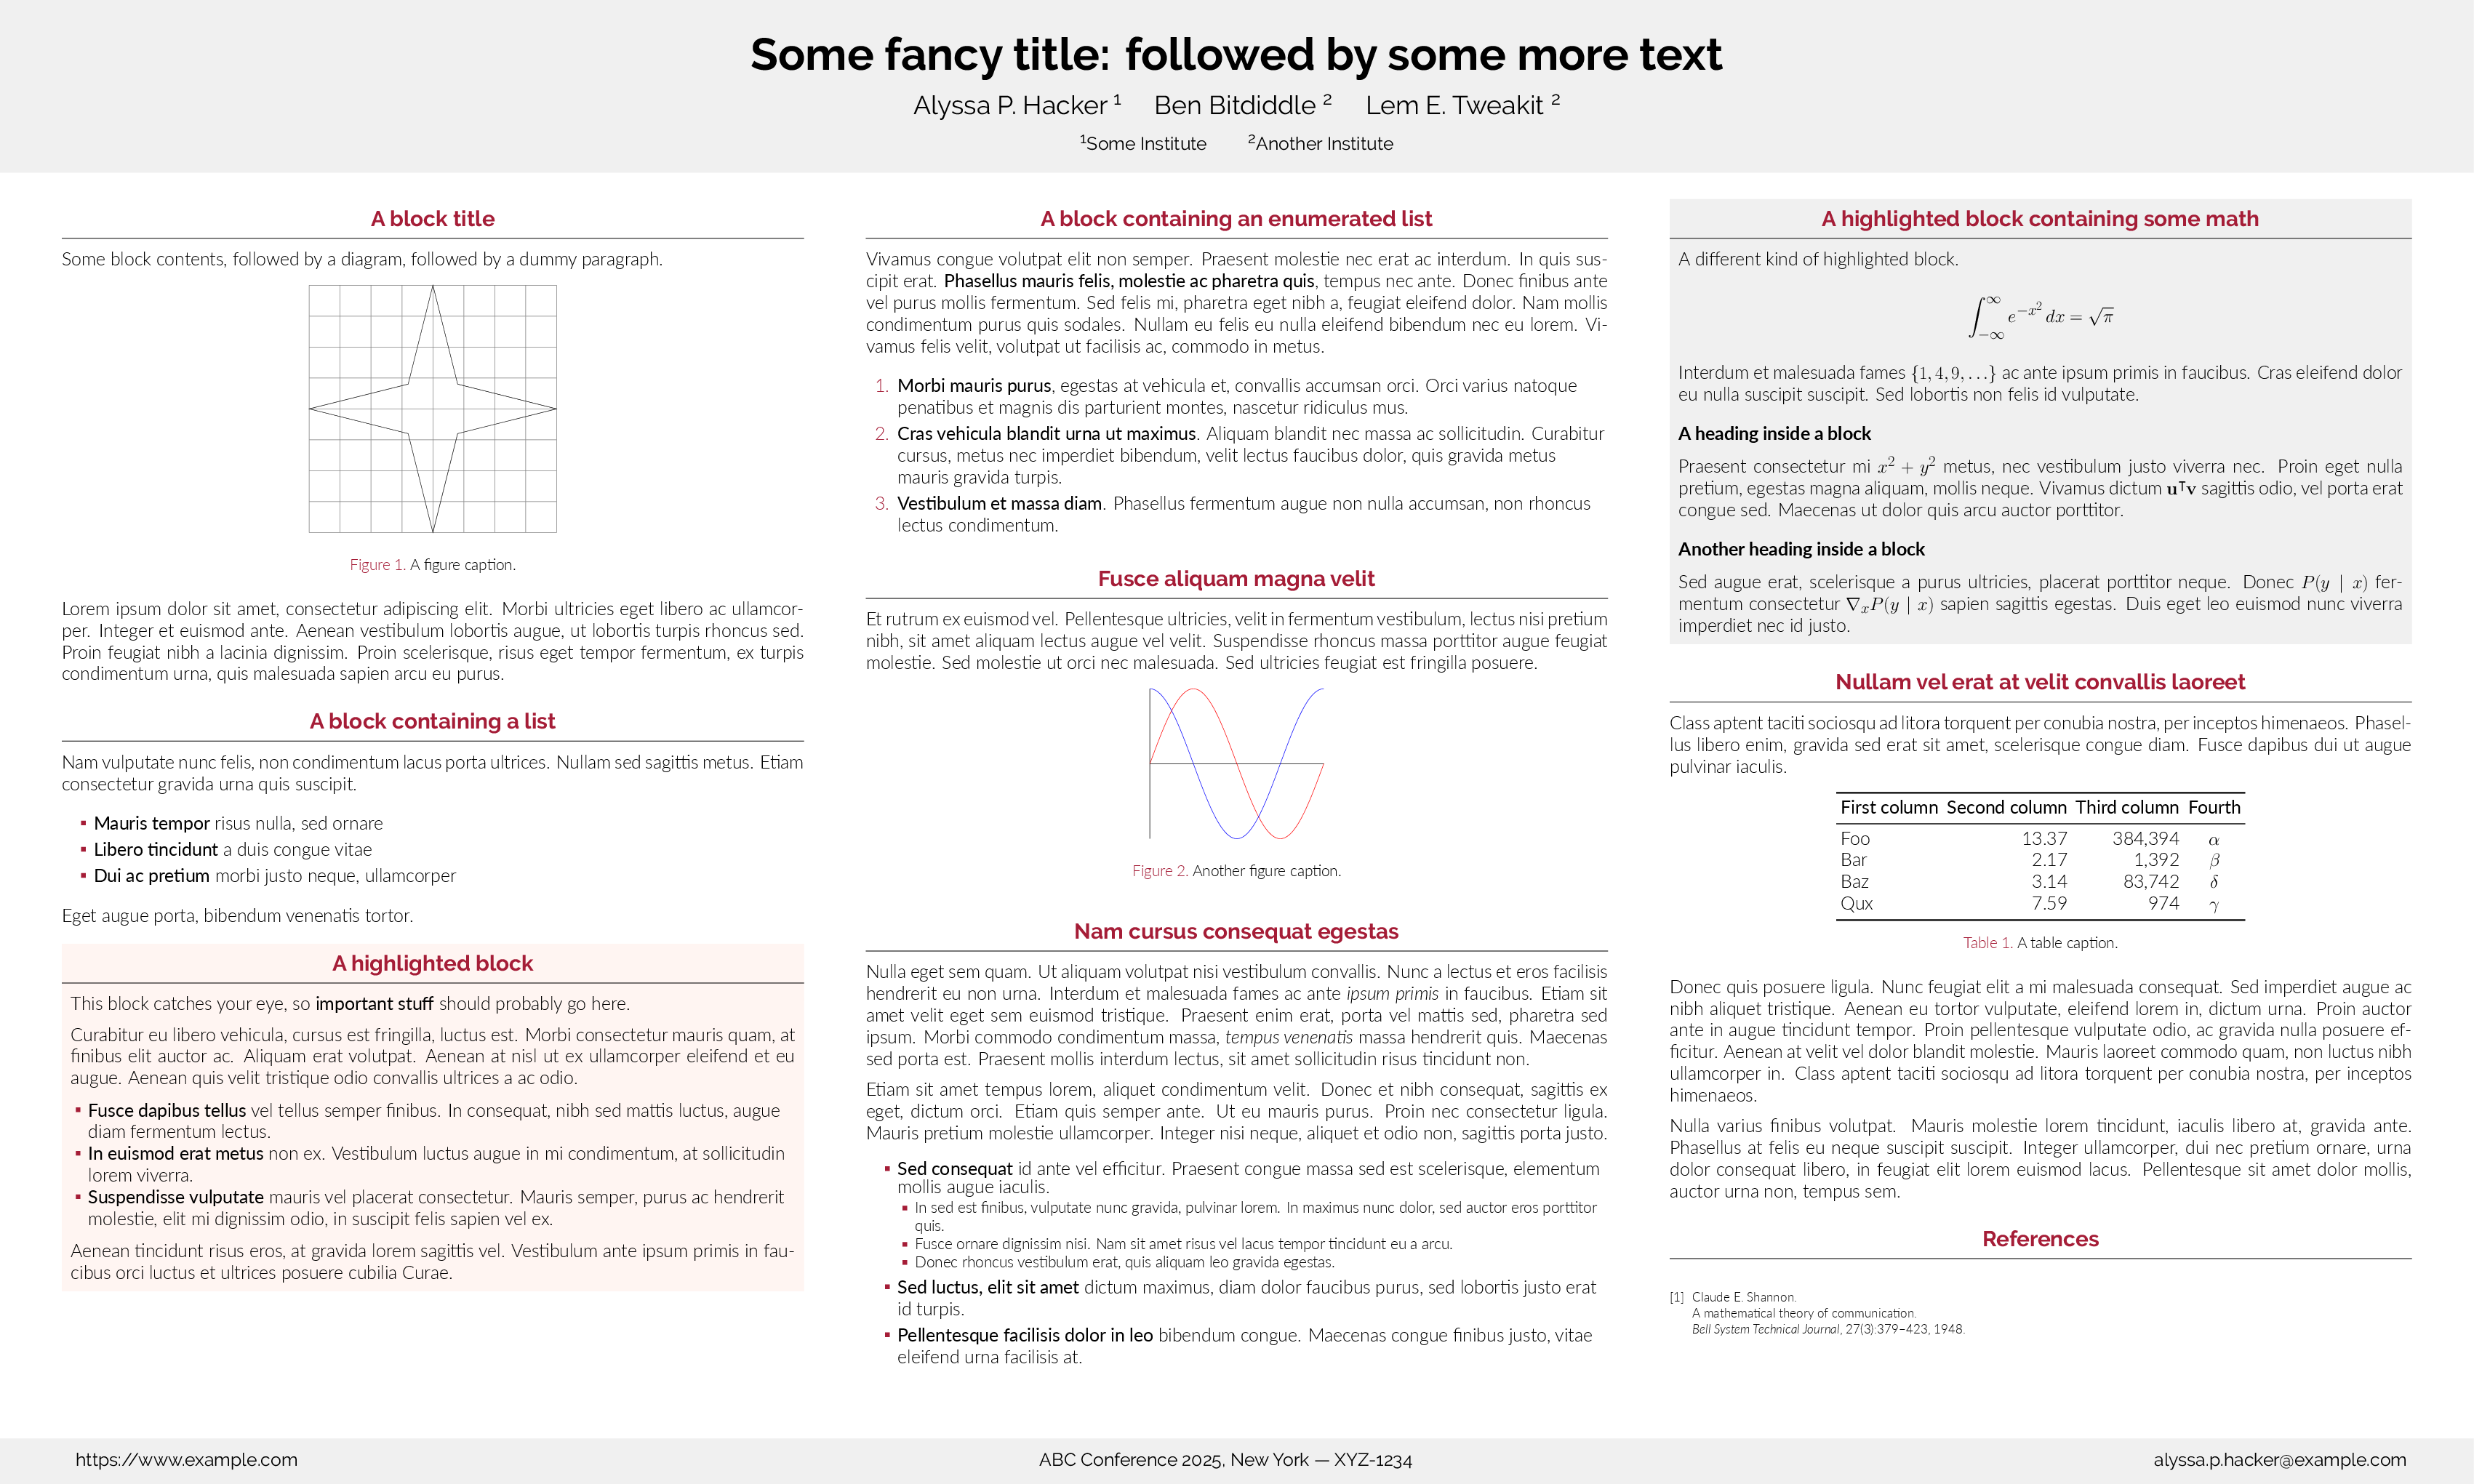 Some fancy title: followed by some more text
Alyssa P. Hacker ¹ Ben Bitdiddle ² Lem E. Tweakit ²
¹Some Institute ²Another Institute
A block title
Some block contents, followed by a diagram, followed by a dummy paragraph.
Figure 1. A figure caption.
Lorem ipsum dolor sit amet, consectetur adipiscing elit. Morbi ultricies eget libero ac ullamcor-
per. Integer et euismod ante. Aenean vestibulum lobortis augue, ut lobortis turpis rhoncus sed.
Proin feugiat nibh a lacinia dignissim. Proin scelerisque, risus eget tempor fermentum, ex turpis
condimentum urna, quis malesuada sapien arcu eu purus.
A block containing a list
Nam vulputate nunc felis, non condimentum lacus porta ultrices. Nullam sed sagittis metus. Etiam
consectetur gravida urna quis suscipit.
▪ Mauris tempor risus nulla, sed ornare
▪ Libero tincidunt a duis congue vitae
▪ Dui ac pretium morbi justo neque, ullamcorper
Eget augue porta, bibendum venenatis tortor.
A highlighted block
This block catches your eye, so important stuff should probably go here.
Curabitur eu libero vehicula, cursus est fringilla, luctus est. Morbi consectetur mauris quam, at
finibus elit auctor ac. Aliquam erat volutpat. Aenean at nisl ut ex ullamcorper eleifend et eu
augue. Aenean quis velit tristique odio convallis ultrices a ac odio.
▪ Fusce dapibus tellus vel tellus semper finibus. In consequat, nibh sed mattis luctus, augue
diam fermentum lectus.
▪ In euismod erat metus non ex. Vestibulum luctus augue in mi condimentum, at sollicitudin
lorem viverra.
▪ Suspendisse vulputate mauris vel placerat consectetur. Mauris semper, purus ac hendrerit
molestie, elit mi dignissim odio, in suscipit felis sapien vel ex.
Aenean tincidunt risus eros, at gravida lorem sagittis vel. Vestibulum ante ipsum primis in fau-
cibus orci luctus et ultrices posuere cubilia Curae.
A block containing an enumerated list
Vivamus congue volutpat elit non semper. Praesent molestie nec erat ac interdum. In quis sus-
cipit erat. Phasellus mauris felis, molestie ac pharetra quis, tempus nec ante. Donec finibus ante
vel purus mollis fermentum. Sed felis mi, pharetra eget nibh a, feugiat eleifend dolor. Nam mollis
condimentum purus quis sodales. Nullam eu felis eu nulla eleifend bibendum nec eu lorem. Vi-
vamus felis velit, volutpat ut facilisis ac, commodo in metus.
1. Morbi mauris purus, egestas at vehicula et, convallis accumsan orci. Orci varius natoque
penatibus et magnis dis parturient montes, nascetur ridiculus mus.
2. Cras vehicula blandit urna ut maximus. Aliquam blandit nec massa ac sollicitudin. Curabitur
cursus, metus nec imperdiet bibendum, velit lectus faucibus dolor, quis gravida metus
mauris gravida turpis.
3. Vestibulum et massa diam. Phasellus fermentum augue non nulla accumsan, non rhoncus
lectus condimentum.
Fusce aliquam magna velit
Et rutrum ex euismod vel. Pellentesque ultricies, velit in fermentum vestibulum, lectus nisi pretium
nibh, sit amet aliquam lectus augue vel velit. Suspendisse rhoncus massa porttitor augue feugiat
molestie. Sed molestie ut orci nec malesuada. Sed ultricies feugiat est fringilla posuere.
Figure 2. Another figure caption.
Nam cursus consequat egestas
Nulla eget sem quam. Ut aliquam volutpat nisi vestibulum convallis. Nunc a lectus et eros facilisis
hendrerit eu non urna. Interdum et malesuada fames ac ante ipsum primis in faucibus. Etiam sit
amet velit eget sem euismod tristique. Praesent enim erat, porta vel mattis sed, pharetra sed
ipsum. Morbi commodo condimentum massa, tempus venenatis massa hendrerit quis. Maecenas
sed porta est. Praesent mollis interdum lectus, sit amet sollicitudin risus tincidunt non.
Etiam sit amet tempus lorem, aliquet condimentum velit. Donec et nibh consequat, sagittis ex
eget, dictum orci. Etiam quis semper ante. Ut eu mauris purus. Proin nec consectetur ligula.
Mauris pretium molestie ullamcorper. Integer nisi neque, aliquet et odio non, sagittis porta justo.
▪ Sed consequat id ante vel efficitur. Praesent congue massa sed est scelerisque, elementum
mollis augue iaculis.
▪ In sed est finibus, vulputate nunc gravida, pulvinar lorem. In maximus nunc dolor, sed auctor eros porttitor
quis.
▪ Fusce ornare dignissim nisi. Nam sit amet risus vel lacus tempor tincidunt eu a arcu.
▪ Donec rhoncus vestibulum erat, quis aliquam leo gravida egestas.
▪ Sed luctus, elit sit amet dictum maximus, diam dolor faucibus purus, sed lobortis justo erat
id turpis.
▪ Pellentesque facilisis dolor in leo bibendum congue. Maecenas congue finibus justo, vitae
eleifend urna facilisis at.
A highlighted block containing some math
A different kind of highlighted block.
∫_{−∞}^{∞} e^{−x²} dx = √π
Interdum et malesuada fames {1, 4, 9, . . .} ac ante ipsum primis in faucibus. Cras eleifend dolor
eu nulla suscipit suscipit. Sed lobortis non felis id vulputate.
A heading inside a block
Praesent consectetur mi x² + y² metus, nec vestibulum justo viverra nec. Proin eget nulla
pretium, egestas magna aliquam, mollis neque. Vivamus dictum u⊤v sagittis odio, vel porta erat
congue sed. Maecenas ut dolor quis arcu auctor porttitor.
Another heading inside a block
Sed augue erat, scelerisque a purus ultricies, placerat porttitor neque. Donec P(y | x) fer-
mentum consectetur ∇ₓP(y | x) sapien sagittis egestas. Duis eget leo euismod nunc viverra
imperdiet nec id justo.
Nullam vel erat at velit convallis laoreet
Class aptent taciti sociosqu ad litora torquent per conubia nostra, per inceptos himenaeos. Phasel-
lus libero enim, gravida sed erat sit amet, scelerisque congue diam. Fusce dapibus dui ut augue
pulvinar iaculis.
First column Second column Third column Fourth
Foo 13.37 384,394 α
Bar 2.17 1,392 β
Baz 3.14 83,742 δ
Qux 7.59 974 γ
Table 1. A table caption.
Donec quis posuere ligula. Nunc feugiat elit a mi malesuada consequat. Sed imperdiet augue ac
nibh aliquet tristique. Aenean eu tortor vulputate, eleifend lorem in, dictum urna. Proin auctor
ante in augue tincidunt tempor. Proin pellentesque vulputate odio, ac gravida nulla posuere ef-
ficitur. Aenean at velit vel dolor blandit molestie. Mauris laoreet commodo quam, non luctus nibh
ullamcorper in. Class aptent taciti sociosqu ad litora torquent per conubia nostra, per inceptos
himenaeos.
Nulla varius finibus volutpat. Mauris molestie lorem tincidunt, iaculis libero at, gravida ante.
Phasellus at felis eu neque suscipit suscipit. Integer ullamcorper, dui nec pretium ornare, urna
dolor consequat libero, in feugiat elit lorem euismod lacus. Pellentesque sit amet dolor mollis,
auctor urna non, tempus sem.
References
[1] Claude E. Shannon.
A mathematical theory of communication.
Bell System Technical Journal, 27(3):379–423, 1948.
https://www.example.com
ABC Conference 2025, New York — XYZ-1234
alyssa.p.hacker@example.com